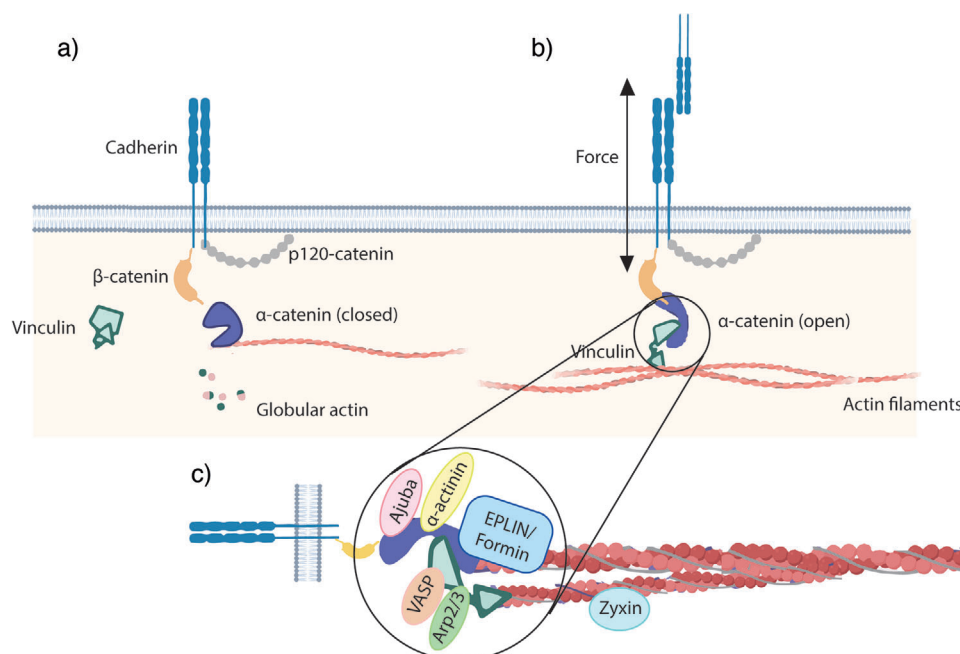 a)
Cadherin
p120-catenin
β-catenin
Vinculin
α-catenin (closed)
Globular actin
b)
Force
α-catenin (open)
Vinculin
Actin filaments
c)
Ajuba
α-actinin
EPLIN/
Formin
VASP
Arp2/3
Zyxin